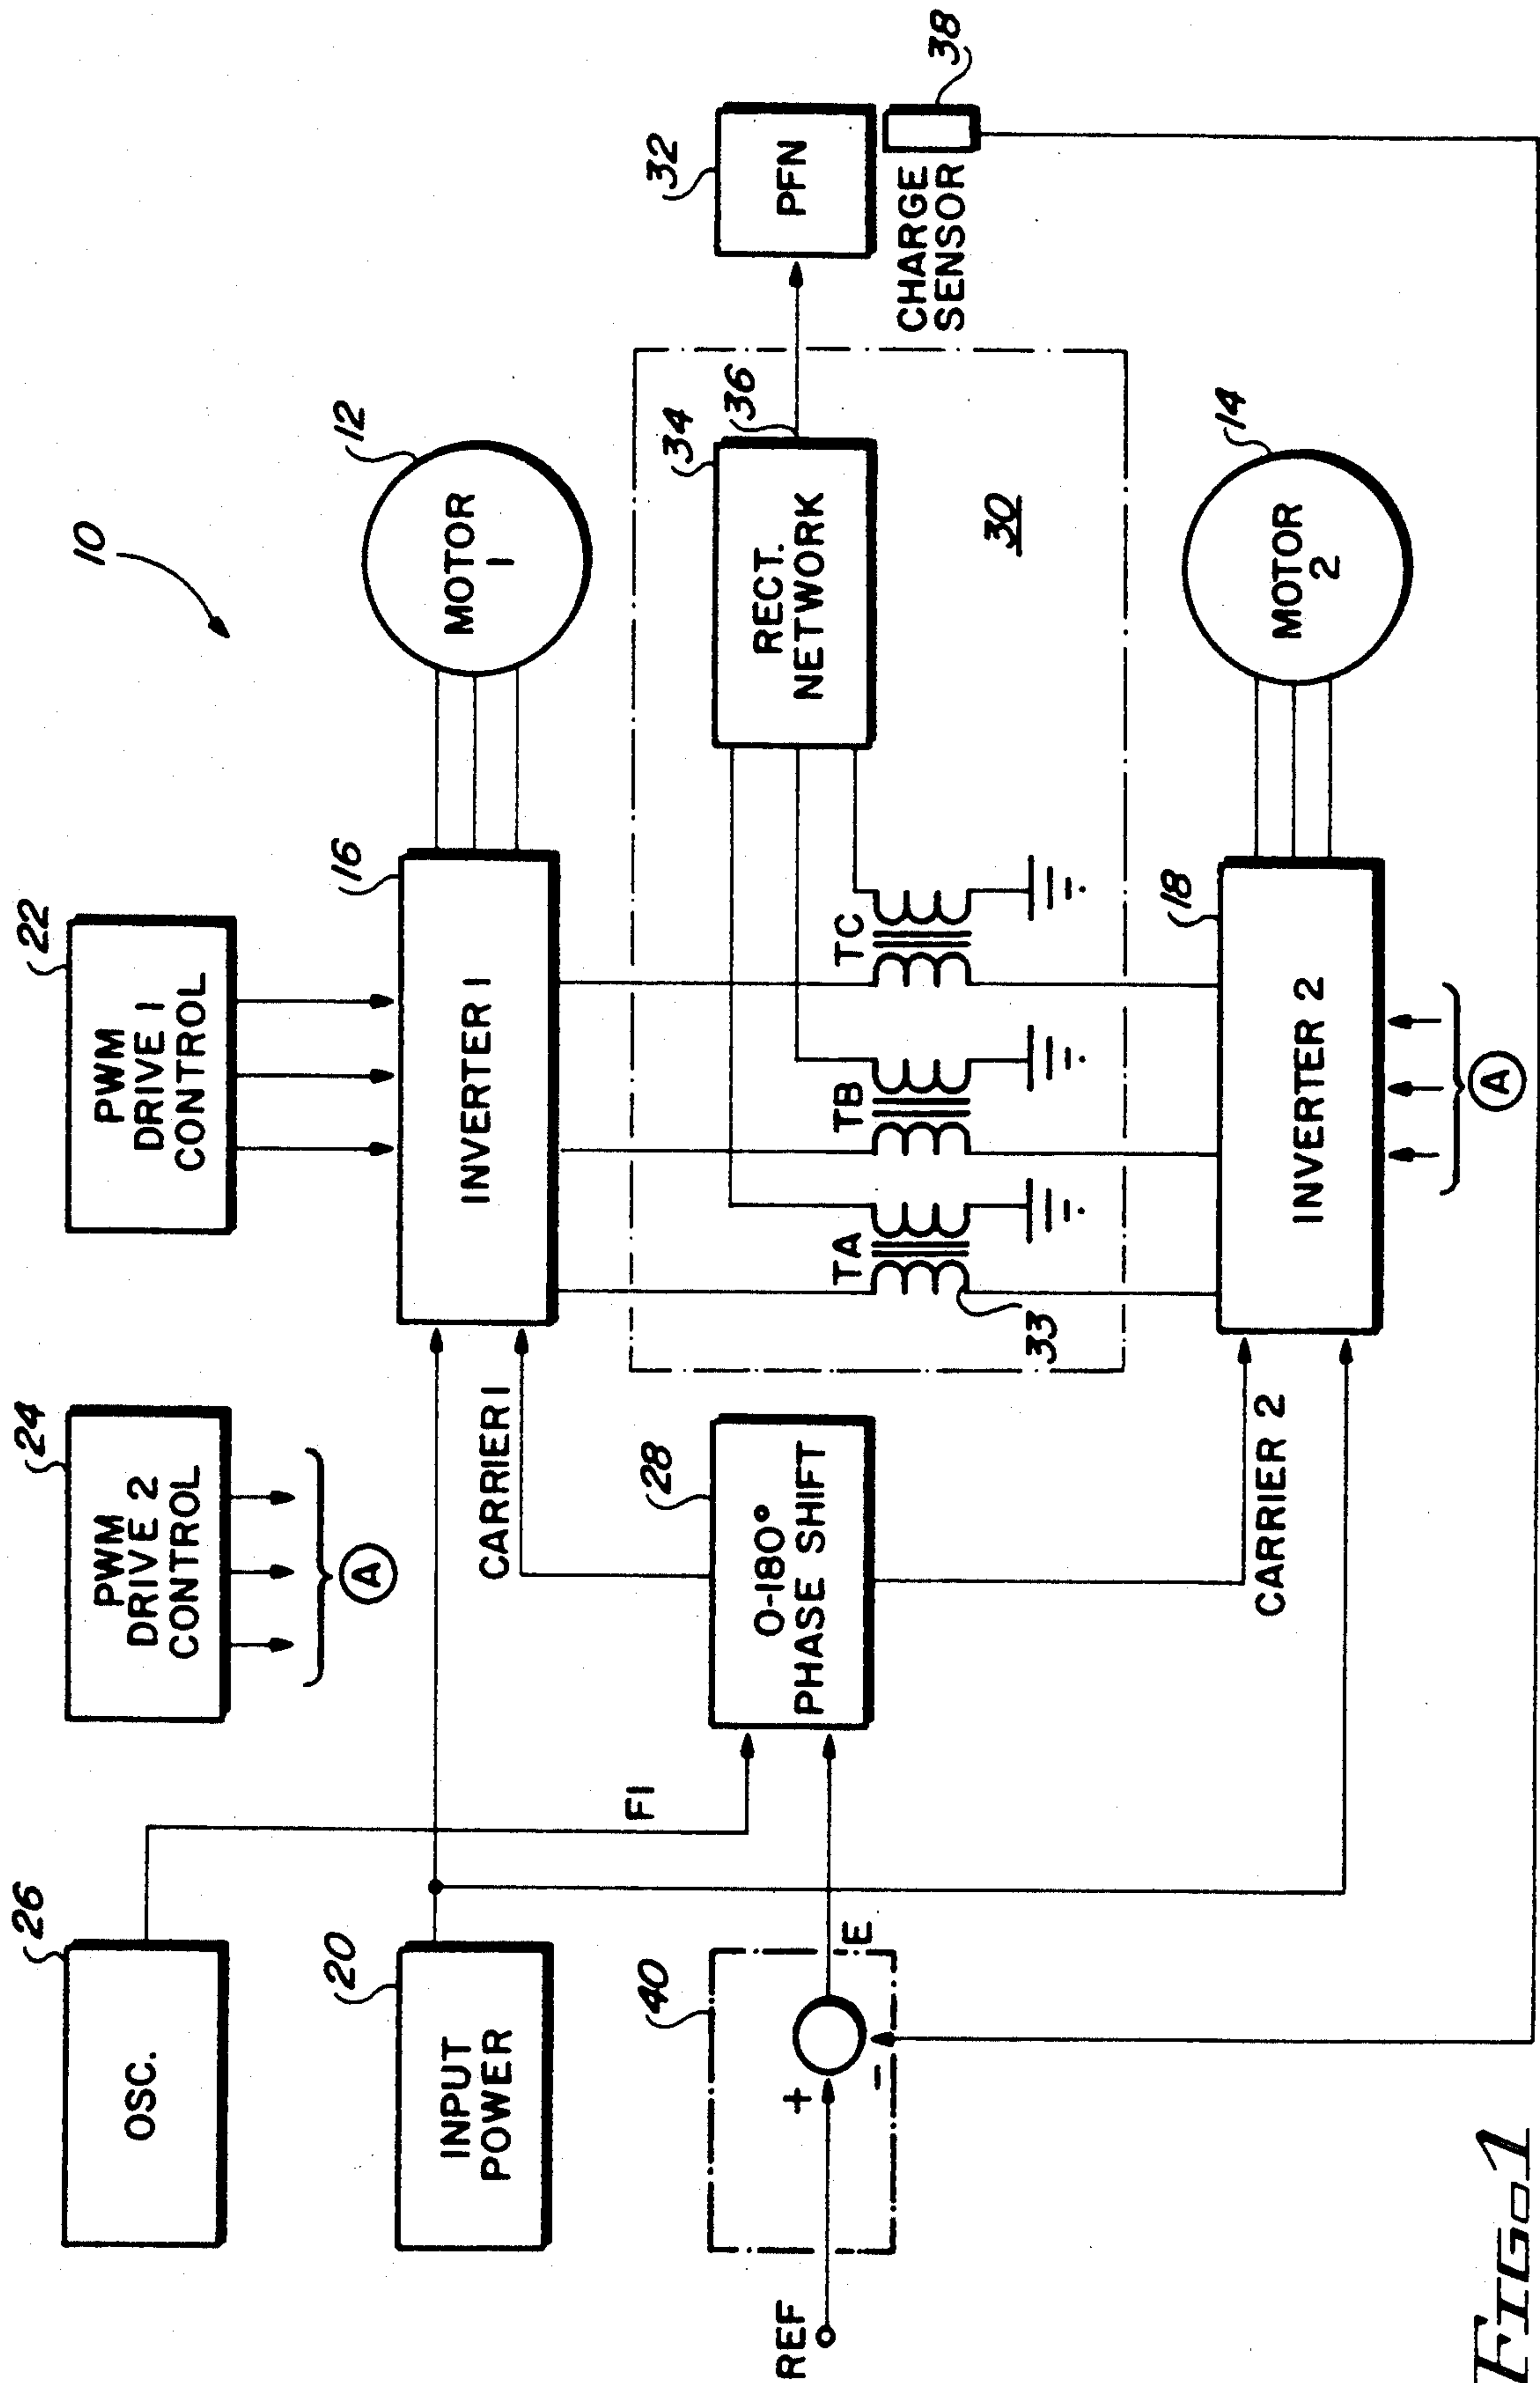 10
22
PWM
DRIVE 1
CONTROL
24
PWM
DRIVE 2
CONTROL
A
26
OSC.
20
INPUT
POWER
16
INVERTER 1
12
MOTOR
1
CARRIER 1
F1
28
0-180°
PHASE SHIFT
40
REF
+
−
E
TA
TB
TC
33
34
RECT.
NETWORK
36
30
32
PFN
CHARGE
SENSOR
38
CARRIER 2
18
INVERTER 2
14
MOTOR
2
A
FIG. 1